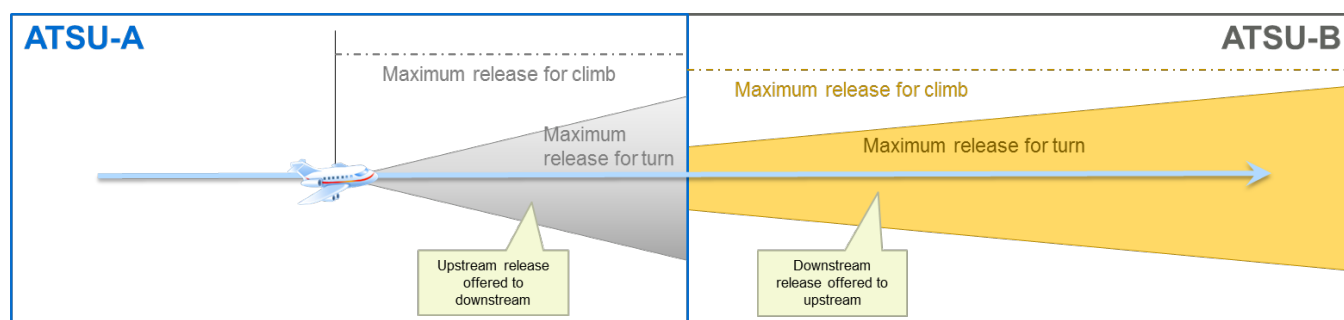 ATSU-A
ATSU-B
Maximum release for climb
Maximum release for climb
Maximum
release for turn
Maximum release for turn
Upstream release
offered to
downstream
Downstream
release offered to
upstream